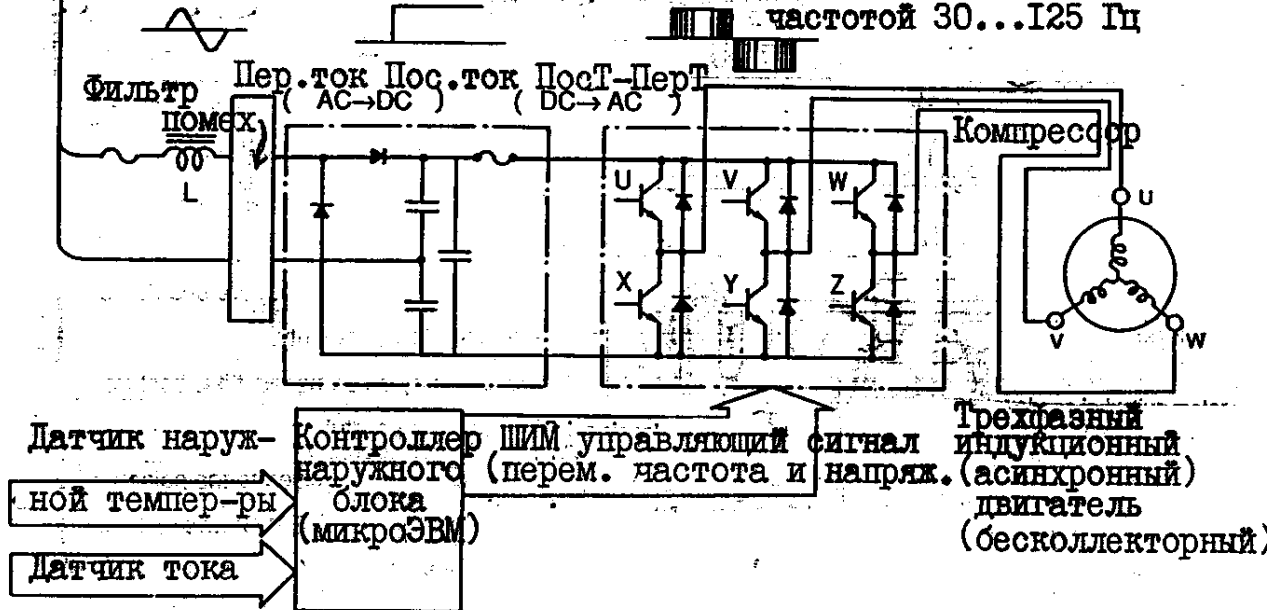 частотой 30...125 Гц
Фильтр
помех
Пер.ток Пос.ток
( AC→DC )
ПосТ-ПерТ
( DC→AC )
Компрессор
L
U
V
W
X
Y
Z
U
V
W
Датчик наруж-
ной темпер-ры
Датчик тока
Контроллер
наружного
блока
(микроЭВМ)
ШИМ управляющий сигнал
(перем. частота и напряж.
Трехфазный
индукционный
(асинхронный)
двигатель
(бесколлекторный)